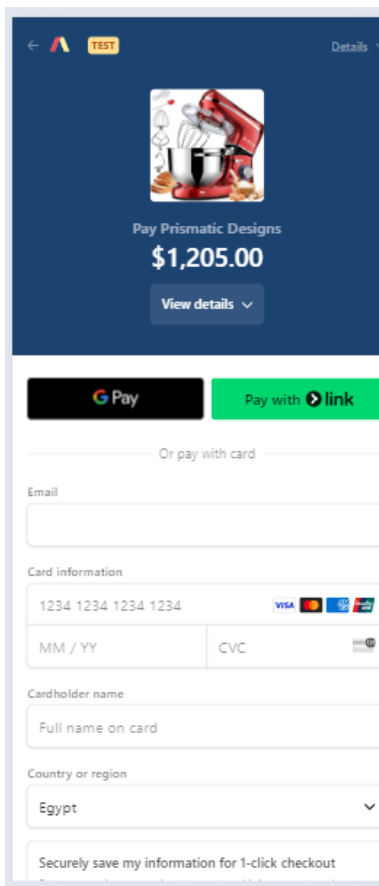 TEST
Details
Pay Prismatic Designs
$1,205.00
View details
G Pay
Pay with link
Or pay with card
Email
Card information
1234 1234 1234 1234
VISA
MM / YY
CVC
Cardholder name
Full name on card
Country or region
Egypt
Securely save my information for 1-click checkout